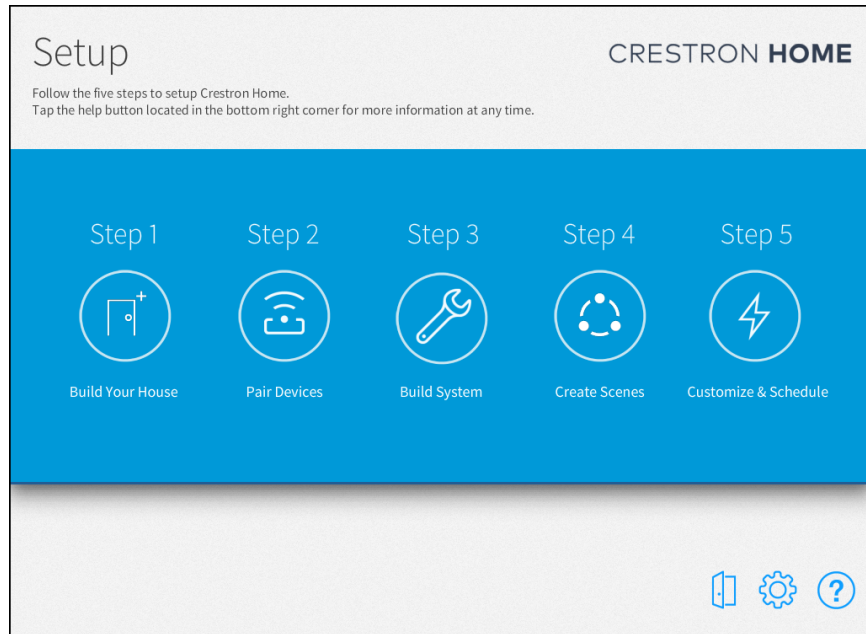 Setup
CRESTRON HOME
Follow the five steps to setup Crestron Home.
Tap the help button located in the bottom right corner for more information at any time.
Step 1
Step 2
Step 3
Step 4
Step 5
Build Your House
Pair Devices
Build System
Create Scenes
Customize & Schedule
?